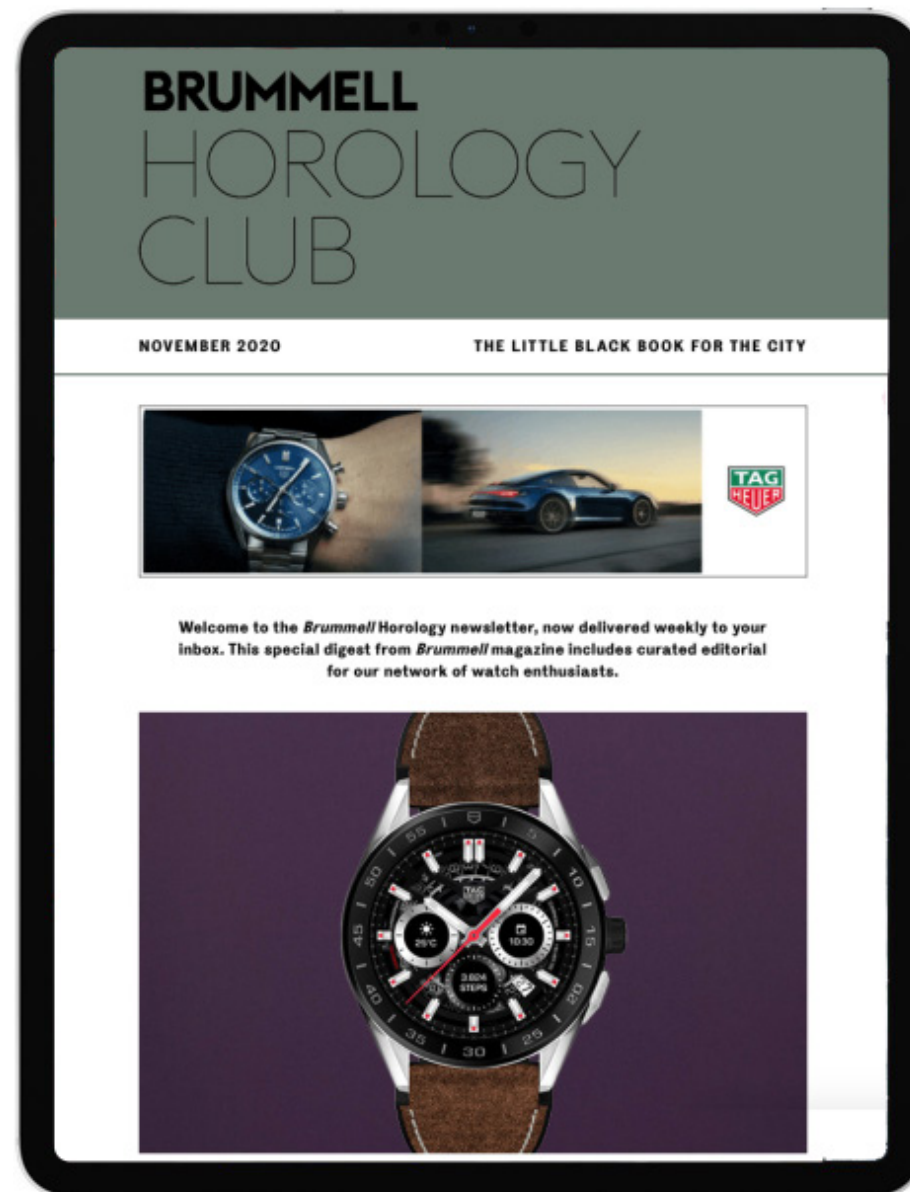 BRUMMELL
HOROLOGY
CLUB
NOVEMBER 2020
THE LITTLE BLACK BOOK FOR THE CITY
TAG
HEUER
Welcome to the Brummell Horology newsletter, now delivered weekly to your
inbox. This special digest from Brummell magazine includes curated editorial
for our network of watch enthusiasts.
55
5
50
10
TAG
HEUER
45
25°C
10:30
15
3.824
STEPS
40
20
35
30
25